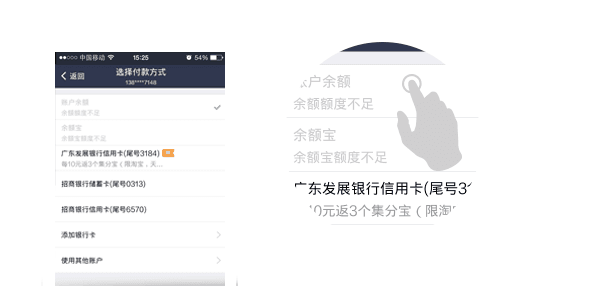 中国移动 15:25 54%
返回 选择付款方式
138****7148
账户余额
余额额度不足
余额宝
余额宝额度不足
广东发展银行信用卡(尾号3184)
每10元返3个集分宝（限淘宝，天...
招商银行储蓄卡(尾号0313)
招商银行信用卡(尾号6570)
添加银行卡
使用其他账户
账户余额
余额额度不足
余额宝
余额宝额度不足
广东发展银行信用卡(尾号31
10元返3个集分宝（限淘宝